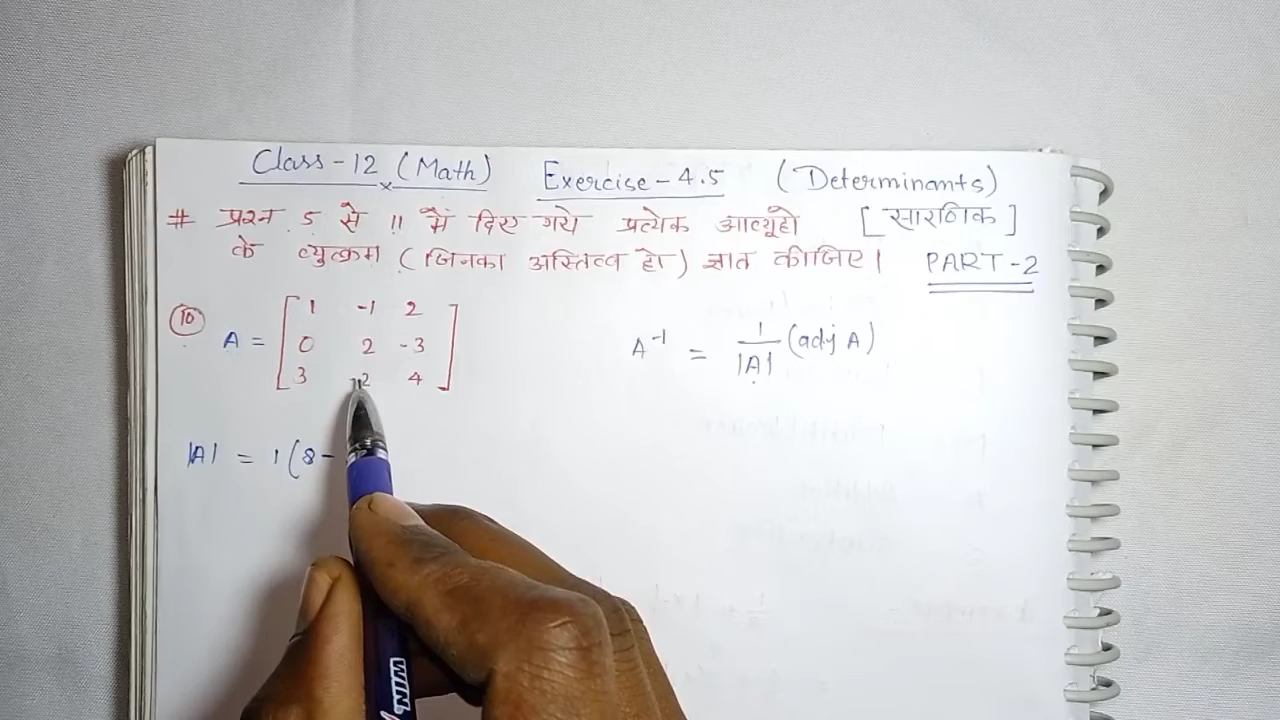 Class-12 (Math) Exercise-4.5 (Determinants)
# प्रश्न 5 से 11 में दिए गये प्रत्येक आव्यूहो [सारणिक]
के व्युत्क्रम (जिनका अस्तित्व हो) ज्ञात कीजिए। PART-2
10 A = [ 1 -1 2
0 2 -3
3 -2 4 ]
A⁻¹ = 1/|A| (adj A)
|A| = 1(8-
WIN